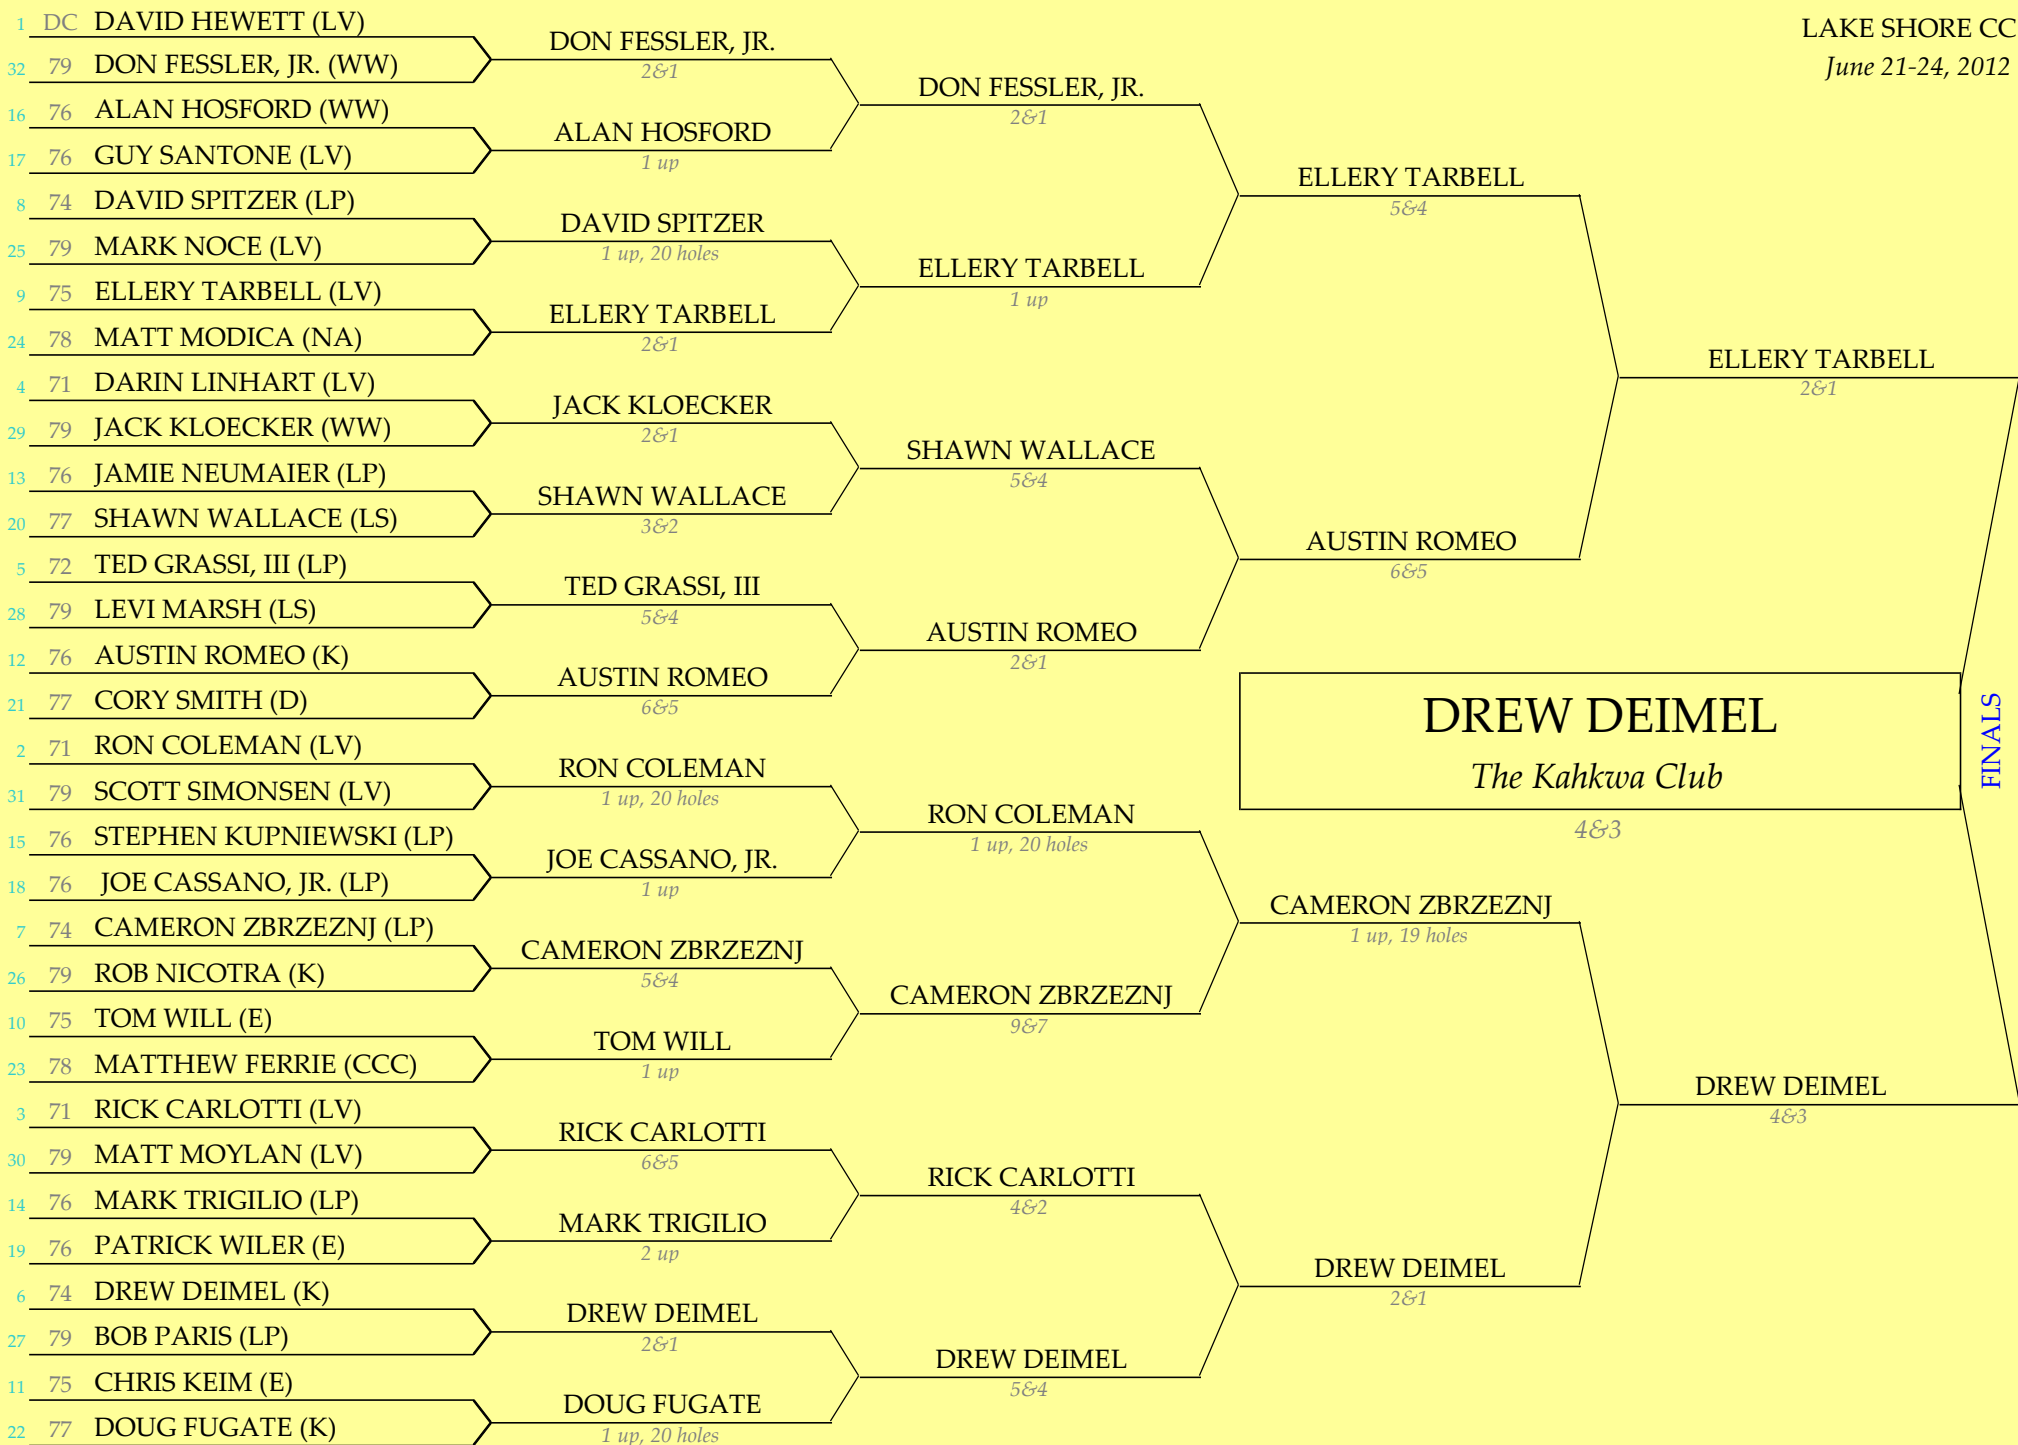 LAKE SHORE CC
June 21-24, 2012
1 DC DAVID HEWETT (LV)
32 79 DON FESSLER, JR. (WW)
16 76 ALAN HOSFORD (WW)
17 76 GUY SANTONE (LV)
8 74 DAVID SPITZER (LP)
25 79 MARK NOCE (LV)
9 75 ELLERY TARBELL (LV)
24 78 MATT MODICA (NA)
4 71 DARIN LINHART (LV)
29 79 JACK KLOECKER (WW)
13 76 JAMIE NEUMAIER (LP)
20 77 SHAWN WALLACE (LS)
5 72 TED GRASSI, III (LP)
28 79 LEVI MARSH (LS)
12 76 AUSTIN ROMEO (K)
21 77 CORY SMITH (D)
2 71 RON COLEMAN (LV)
31 79 SCOTT SIMONSEN (LV)
15 76 STEPHEN KUPNIEWSKI (LP)
18 76 JOE CASSANO, JR. (LP)
7 74 CAMERON ZBRZEZNJ (LP)
26 79 ROB NICOTRA (K)
10 75 TOM WILL (E)
23 78 MATTHEW FERRIE (CCC)
3 71 RICK CARLOTTI (LV)
30 79 MATT MOYLAN (LV)
14 76 MARK TRIGILIO (LP)
19 76 PATRICK WILER (E)
6 74 DREW DEIMEL (K)
27 79 BOB PARIS (LP)
11 75 CHRIS KEIM (E)
22 77 DOUG FUGATE (K)
DON FESSLER, JR.
2&1
ALAN HOSFORD
1 up
DAVID SPITZER
1 up, 20 holes
ELLERY TARBELL
2&1
JACK KLOECKER
2&1
SHAWN WALLACE
3&2
TED GRASSI, III
5&4
AUSTIN ROMEO
6&5
RON COLEMAN
1 up, 20 holes
JOE CASSANO, JR.
1 up
CAMERON ZBRZEZNJ
5&4
TOM WILL
1 up
RICK CARLOTTI
6&5
MARK TRIGILIO
2 up
DREW DEIMEL
2&1
DOUG FUGATE
1 up, 20 holes
DON FESSLER, JR.
2&1
ELLERY TARBELL
1 up
SHAWN WALLACE
5&4
AUSTIN ROMEO
2&1
RON COLEMAN
1 up, 20 holes
CAMERON ZBRZEZNJ
9&7
RICK CARLOTTI
4&2
DREW DEIMEL
5&4
ELLERY TARBELL
5&4
AUSTIN ROMEO
6&5
CAMERON ZBRZEZNJ
1 up, 19 holes
DREW DEIMEL
2&1
ELLERY TARBELL
2&1
DREW DEIMEL
4&3
DREW DEIMEL
The Kahkwa Club
4&3
FINALS